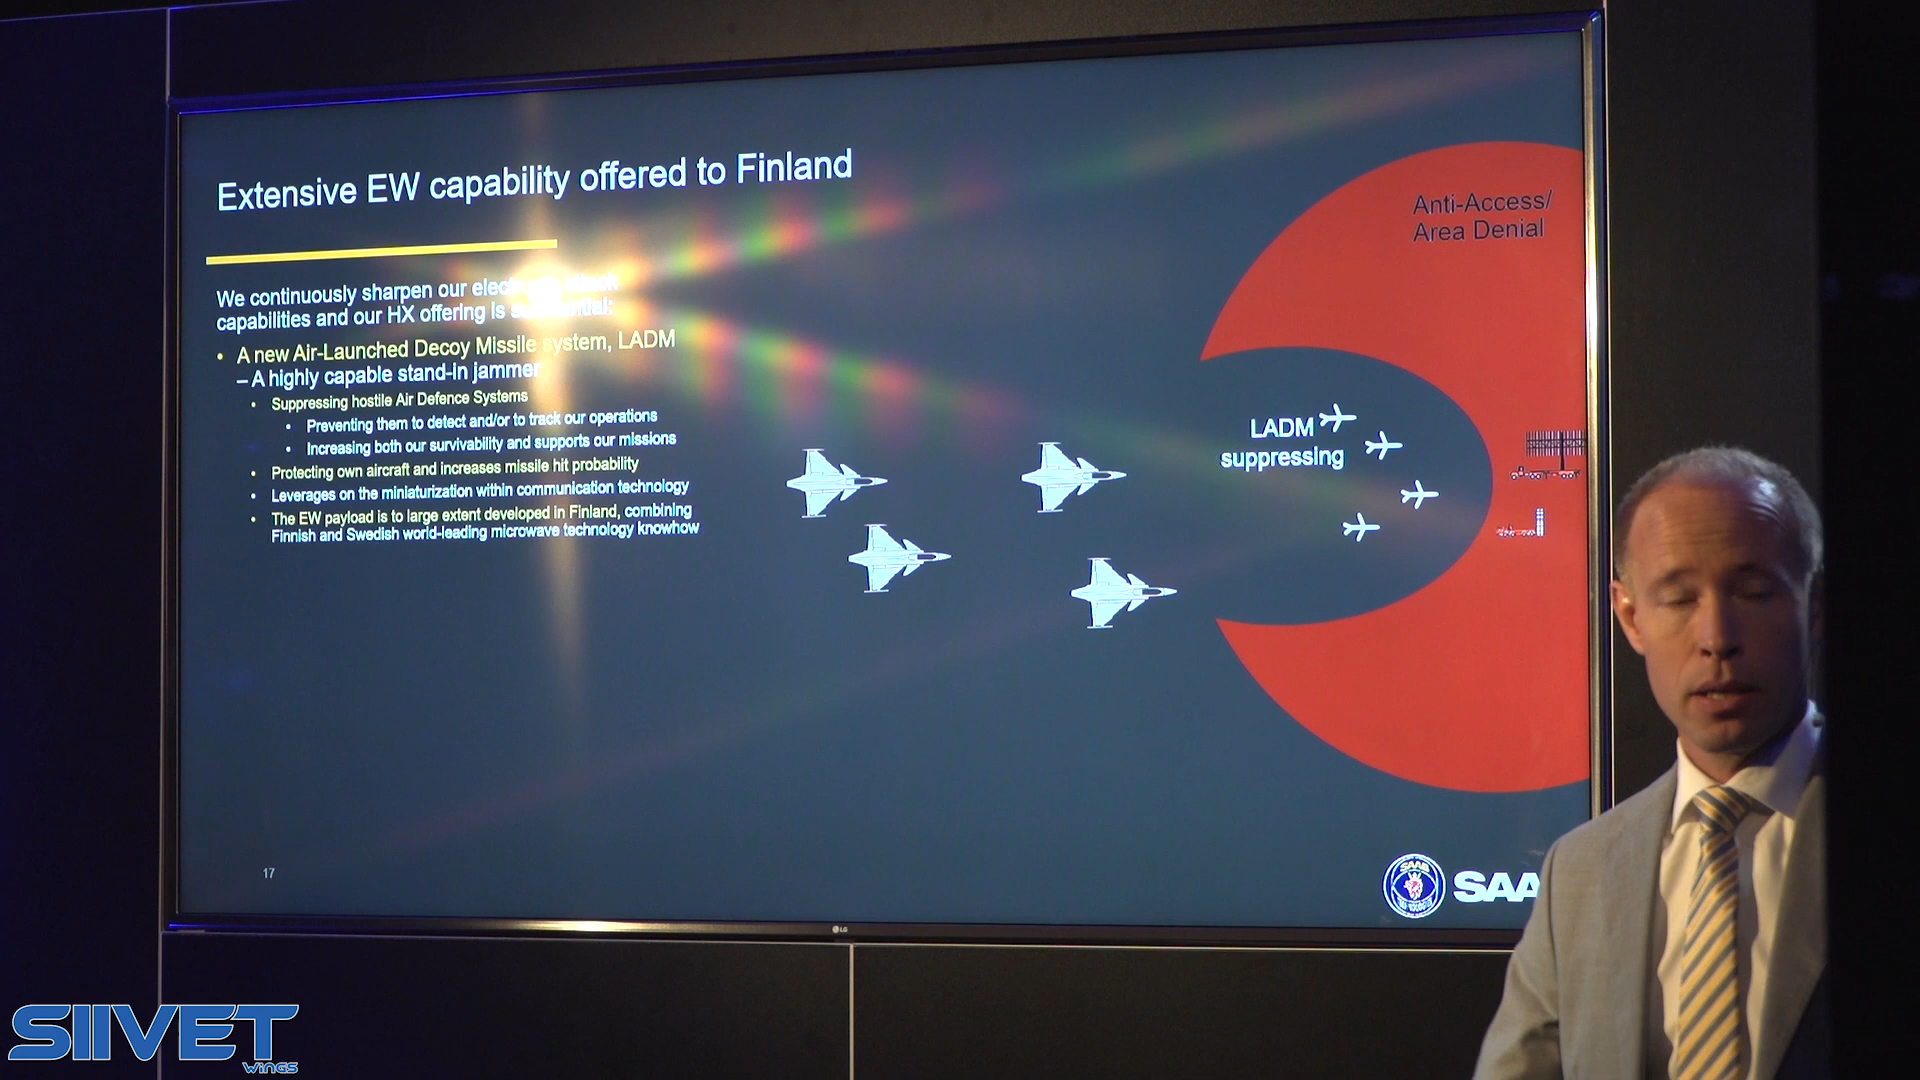 Extensive EW capability offered to Finland
We continuously sharpen our
capabilities and our HX offering is
• A new Air-Launched Decoy Missile system, LADM
– A highly capable stand-in jammer
• Suppressing hostile Air Defence Systems
• Preventing them to detect and/or to track our operations
• Increasing both our survivability and supports our missions
• Protecting own aircraft and increases missile hit probability
• Leverages on the miniaturization within communication technology
• The EW payload is to large extent developed in Finland, combining
Finnish and Swedish world-leading microwave technology knowhow
Anti-Access/
Area Denial
LADM
suppressing
17
SAAB
SAA
LG
SIIVET
WINGS